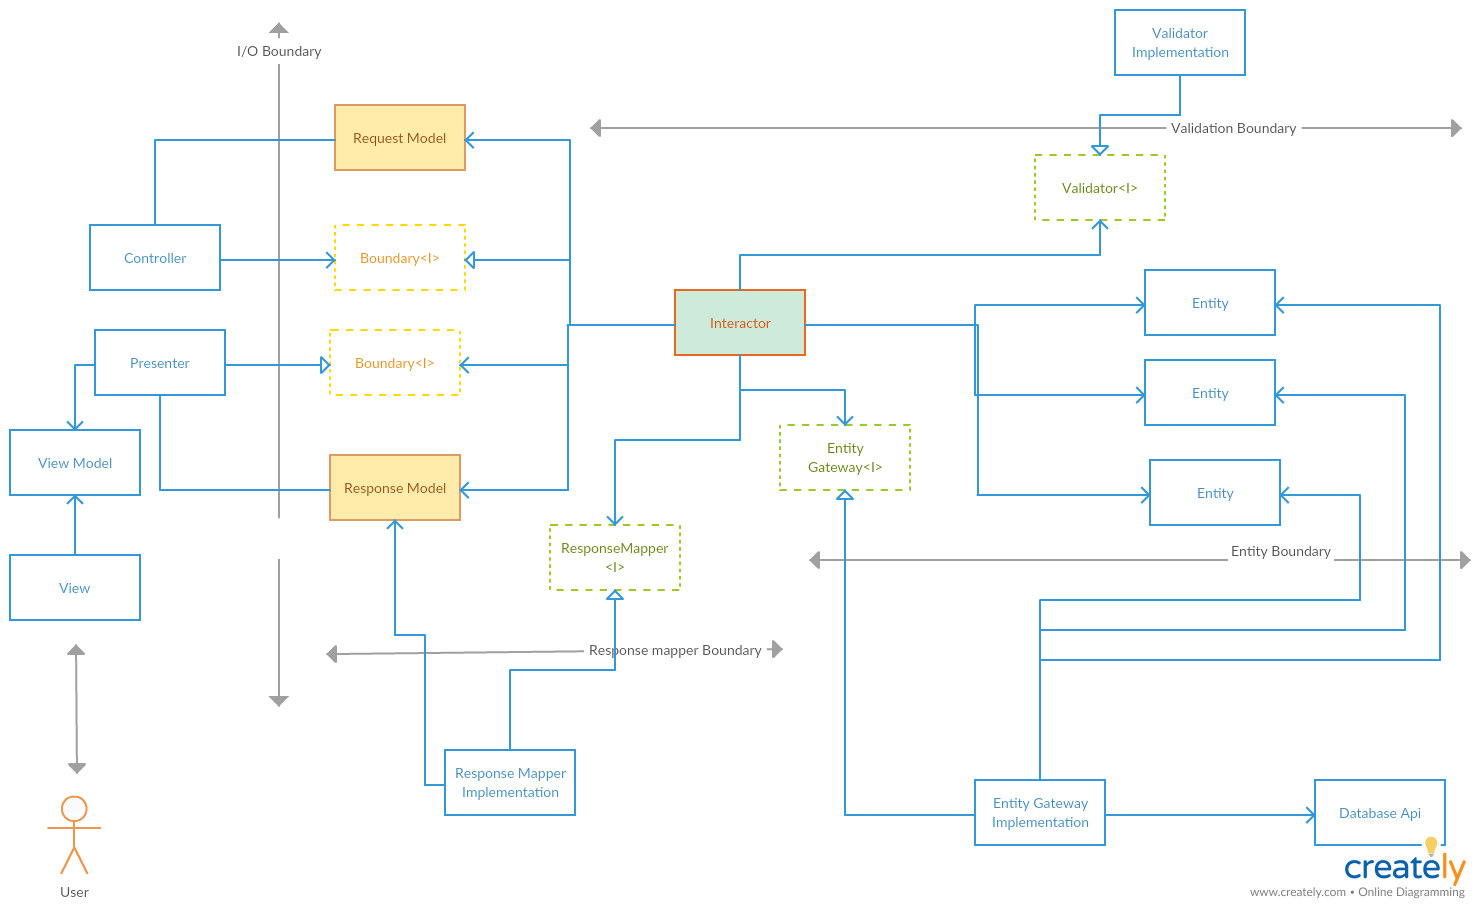 Validator
Implementation
I/O Boundary
Validation Boundary
Request Model
Validator<I>
Controller
Boundary<I>
Entity
Interactor
Presenter
Boundary<I>
Entity
View Model
Entity
Gateway<I>
Response Model
Entity
ResponseMapper
<I>
Entity Boundary
View
Response mapper Boundary
Response Mapper
Implementation
Entity Gateway
Implementation
Database Api
User
creately
www.creately.com • Online Diagramming